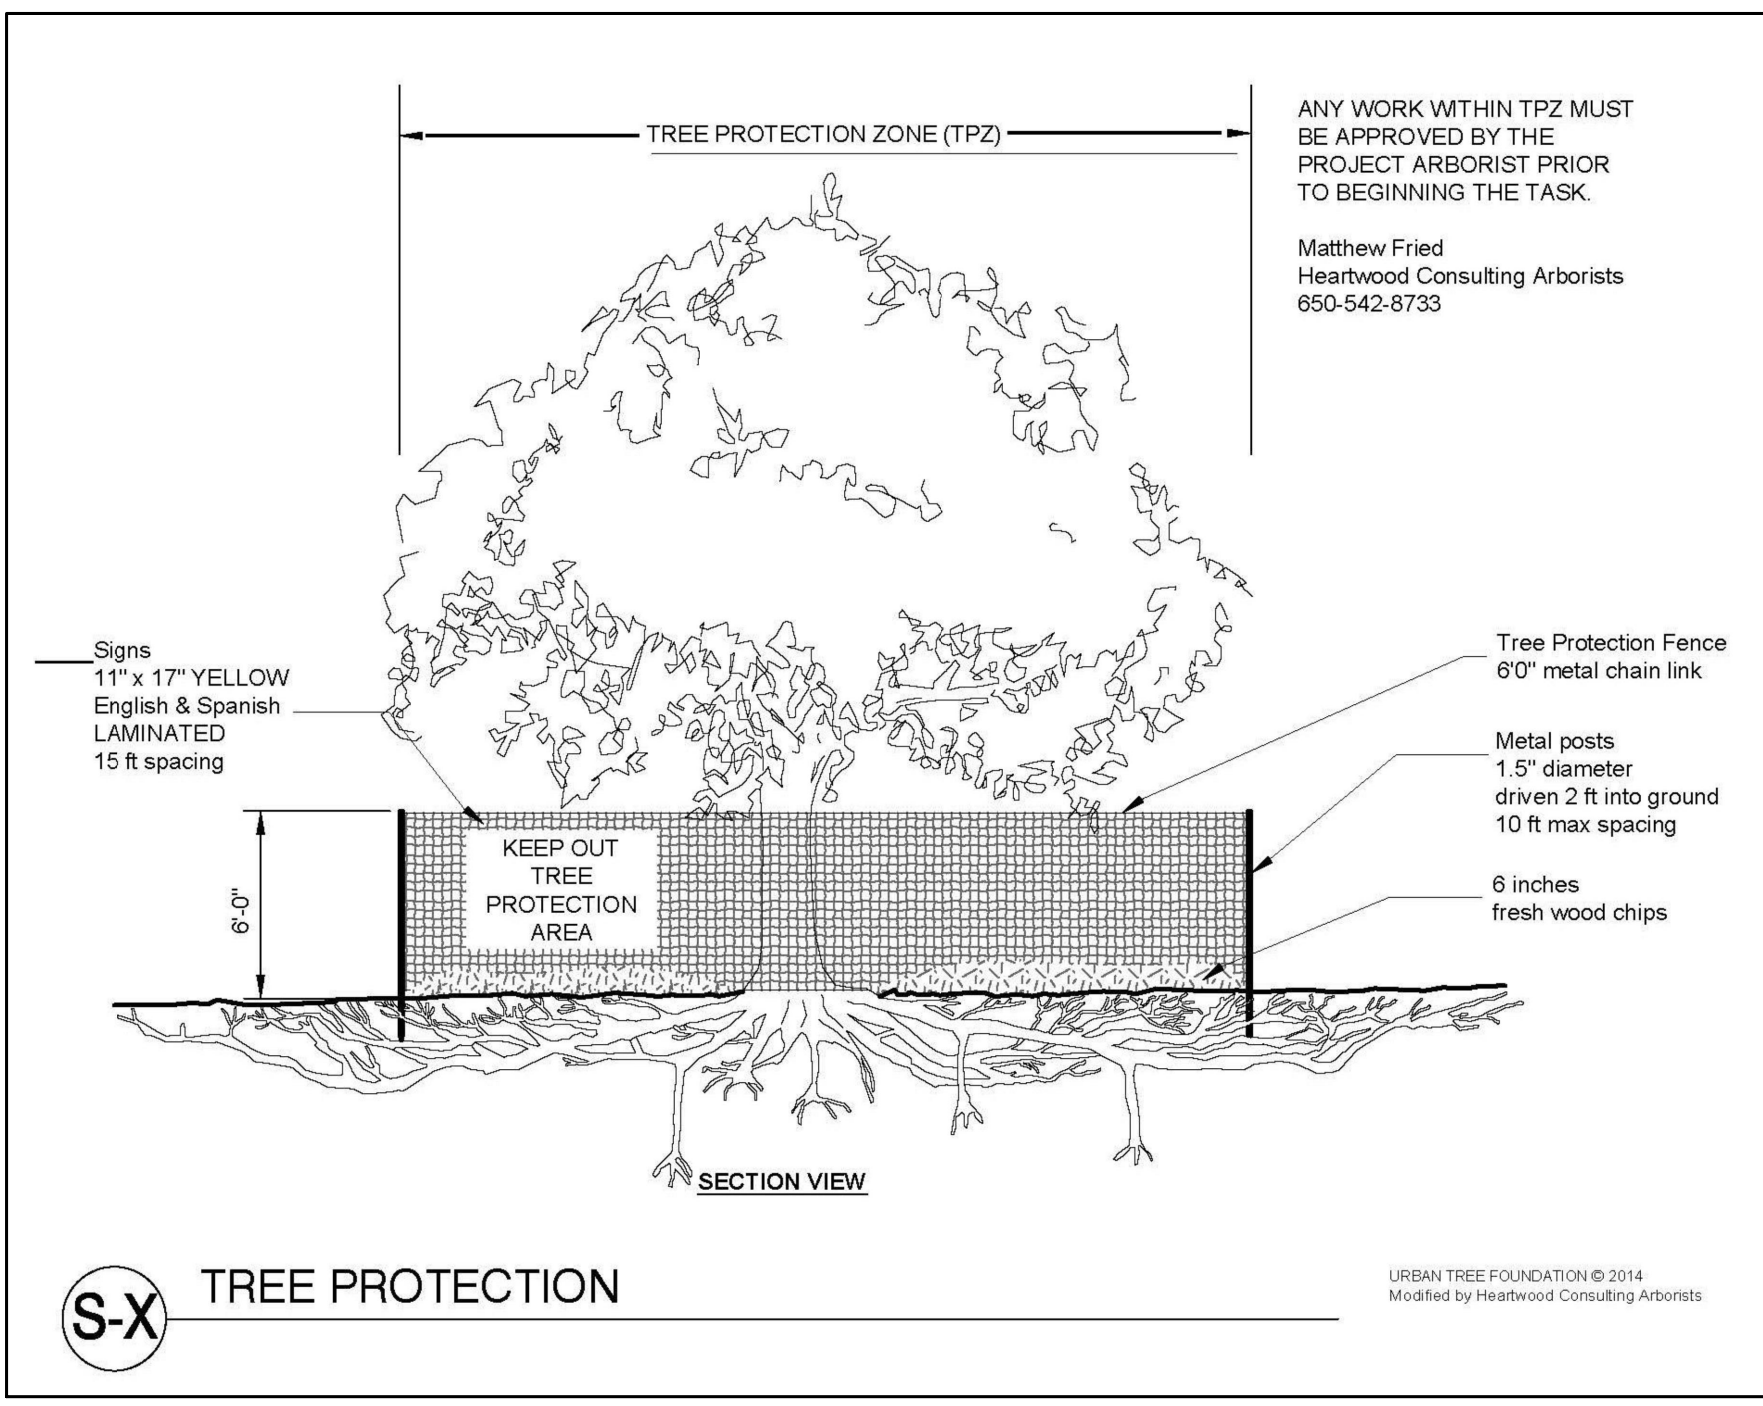 TREE PROTECTION ZONE (TPZ)
ANY WORK WITHIN TPZ MUST
BE APPROVED BY THE
PROJECT ARBORIST PRIOR
TO BEGINNING THE TASK.
Matthew Fried
Heartwood Consulting Arborists
650-542-8733
Signs
11" x 17" YELLOW
English & Spanish
LAMINATED
15 ft spacing
Tree Protection Fence
6'0" metal chain link
Metal posts
1.5" diameter
driven 2 ft into ground
10 ft max spacing
6 inches
fresh wood chips
6'-0"
KEEP OUT
TREE
PROTECTION
AREA
SECTION VIEW
S-X
TREE PROTECTION
URBAN TREE FOUNDATION © 2014
Modified by Heartwood Consulting Arborists